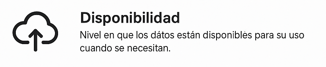 Disponibilidad
Nivel en que los datos están disponibles para su uso
cuando se necesitan.